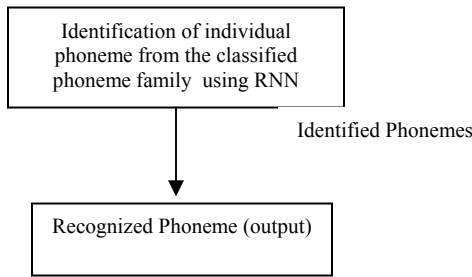 Identification of individual
phoneme from the classified
phoneme family using RNN
Identified Phonemes
Recognized Phoneme (output)